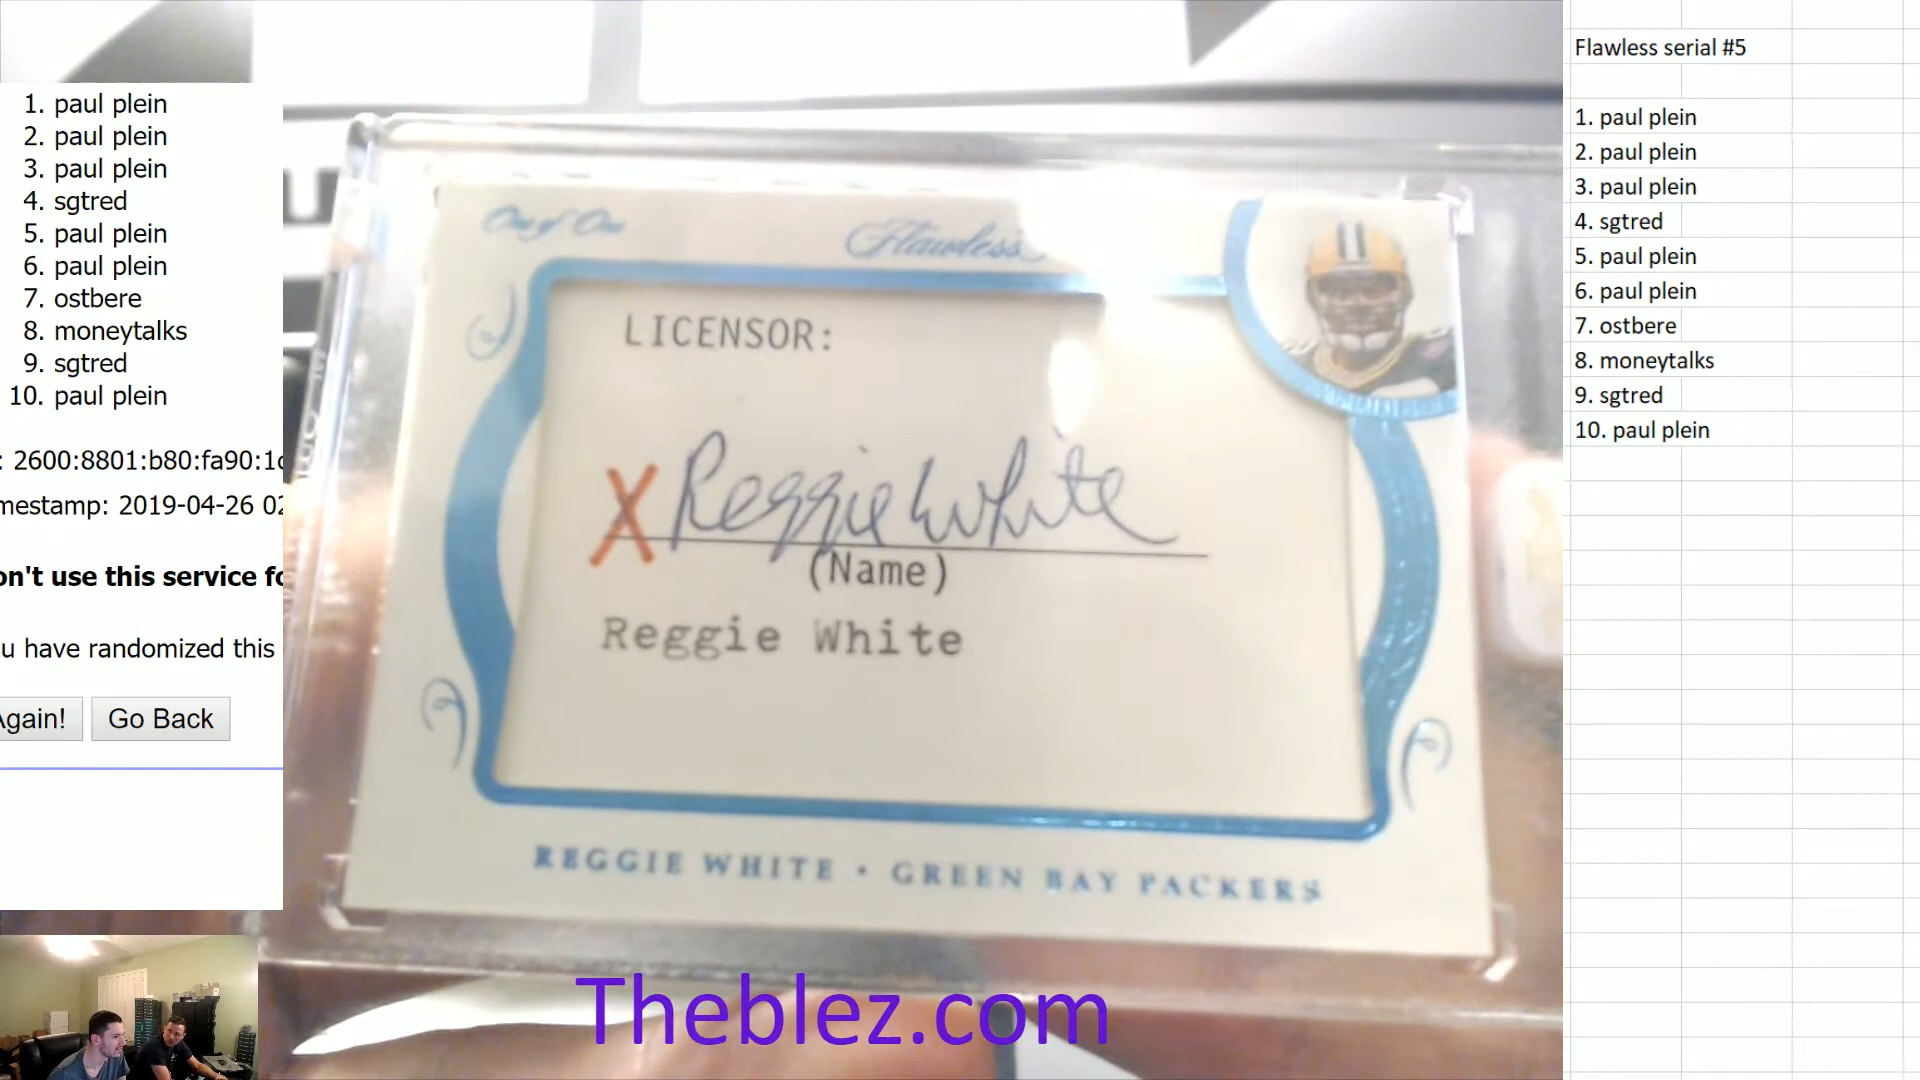 1. paul plein
2. paul plein
3. paul plein
4. sgtred
5. paul plein
6. paul plein
7. ostbere
8. moneytalks
9. sgtred
10. paul plein
: 2600:8801:b80:fa90:1
mestamp: 2019-04-26 02
on't use this service fo
u have randomized this
Again!
Go Back
One of One
Flawless
LICENSOR:
X Reggie White
(Name)
Reggie White
REGGIE WHITE • GREEN BAY PACKERS
Theblez.com
Flawless serial #5
1. paul plein
2. paul plein
3. paul plein
4. sgtred
5. paul plein
6. paul plein
7. ostbere
8. moneytalks
9. sgtred
10. paul plein